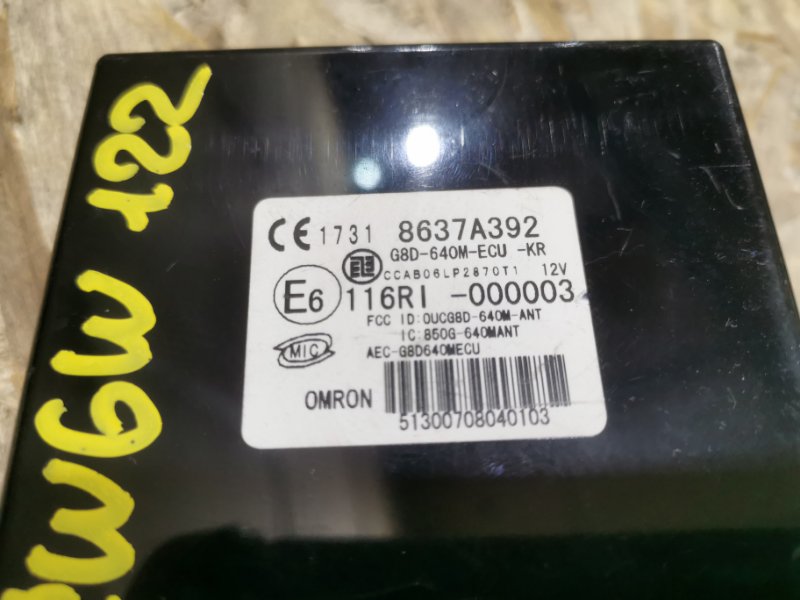 CE 1731 8637A392
G8D-640M-ECU -KR
CCAB06LP2870T1 12V
E6 116RI -000003
FCC ID:OUCG8D-640M-ANT
IC:850G-640MANT
MIC AEC-G8D640MECU
OMRON
51300708040103
W6W 122